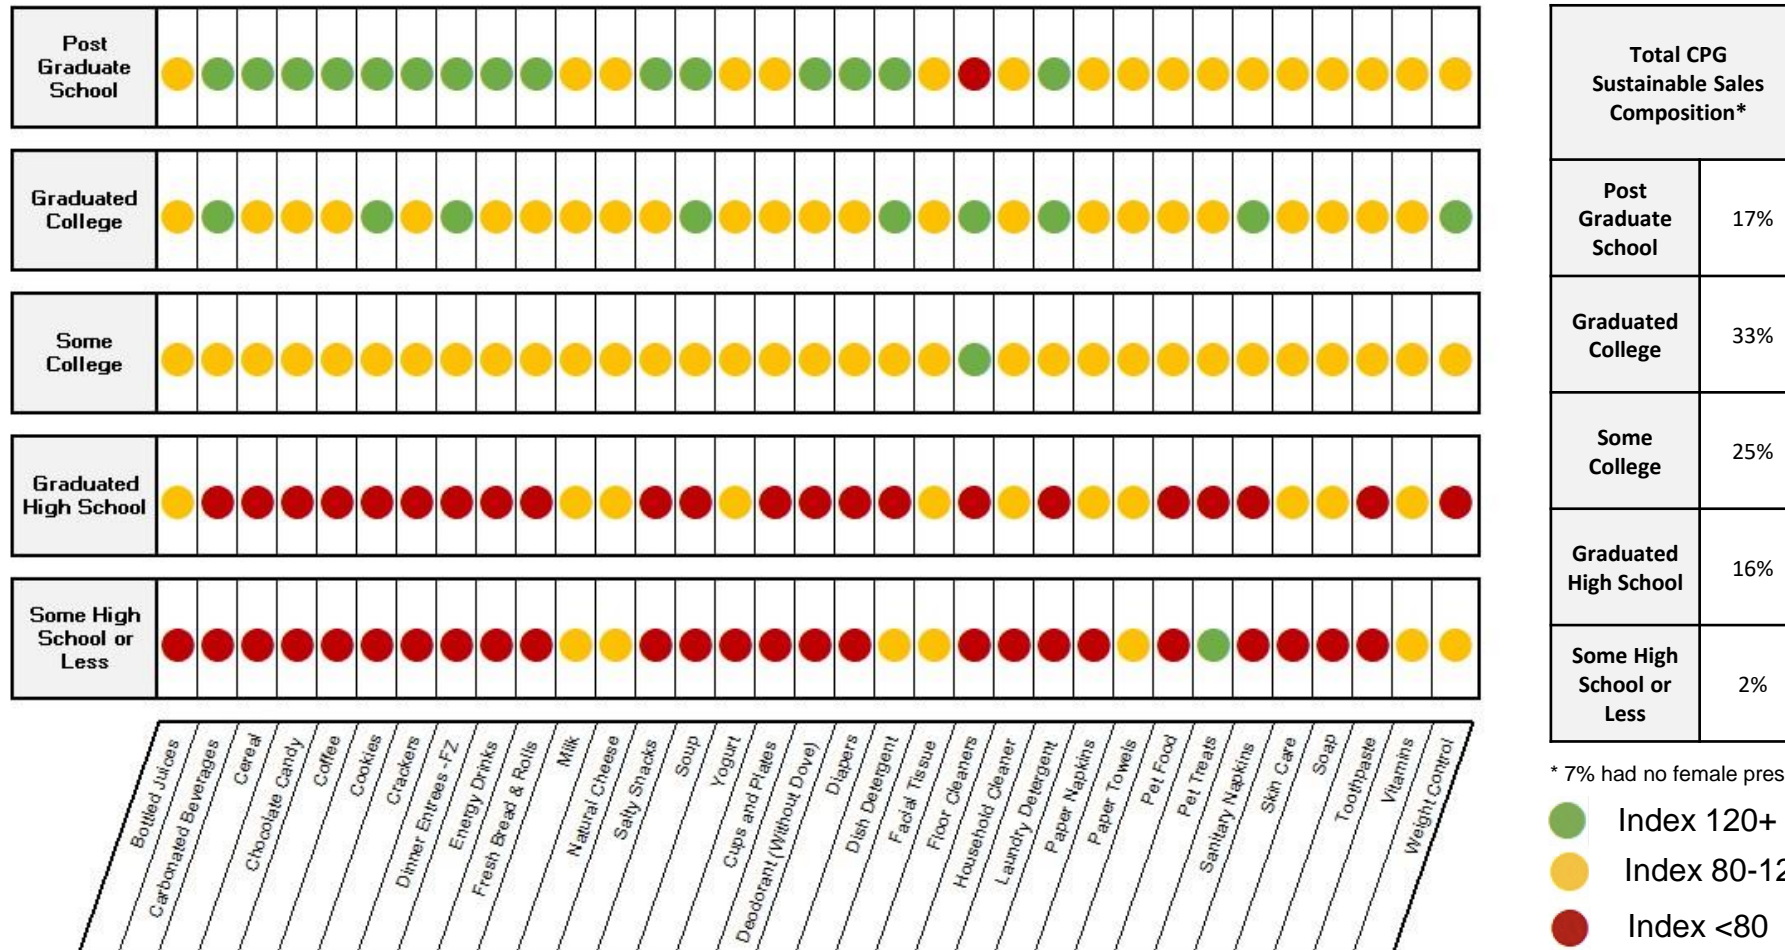 Post
Graduate
School
Graduated
College
Some
College
Graduated
High School
Some High
School or
Less
Bottled Juices
Carbonated Beverages
Cereal
Chocolate Candy
Coffee
Cookies
Crackers
Dinner Entrees -FZ
Energy Drinks
Fresh Bread & Rolls
Milk
Natural Cheese
Salty Snacks
Soup
Yogurt
Cups and Plates
Deodorant (Without Dove)
Diapers
Dish Detergent
Facial Tissue
Floor Cleaners
Household Cleaner
Laundry Detergent
Paper Napkins
Paper Towels
Pet Food
Pet Treats
Sanitary Napkins
Skin Care
Soap
Toothpaste
Vitamins
Weight Control
Total CPG
Sustainable Sales
Composition*
Post
Graduate
School
17%
Graduated
College
33%
Some
College
25%
Graduated
High School
16%
Some High
School or
Less
2%
* 7% had no female pres
Index 120+
Index 80-12
Index <80